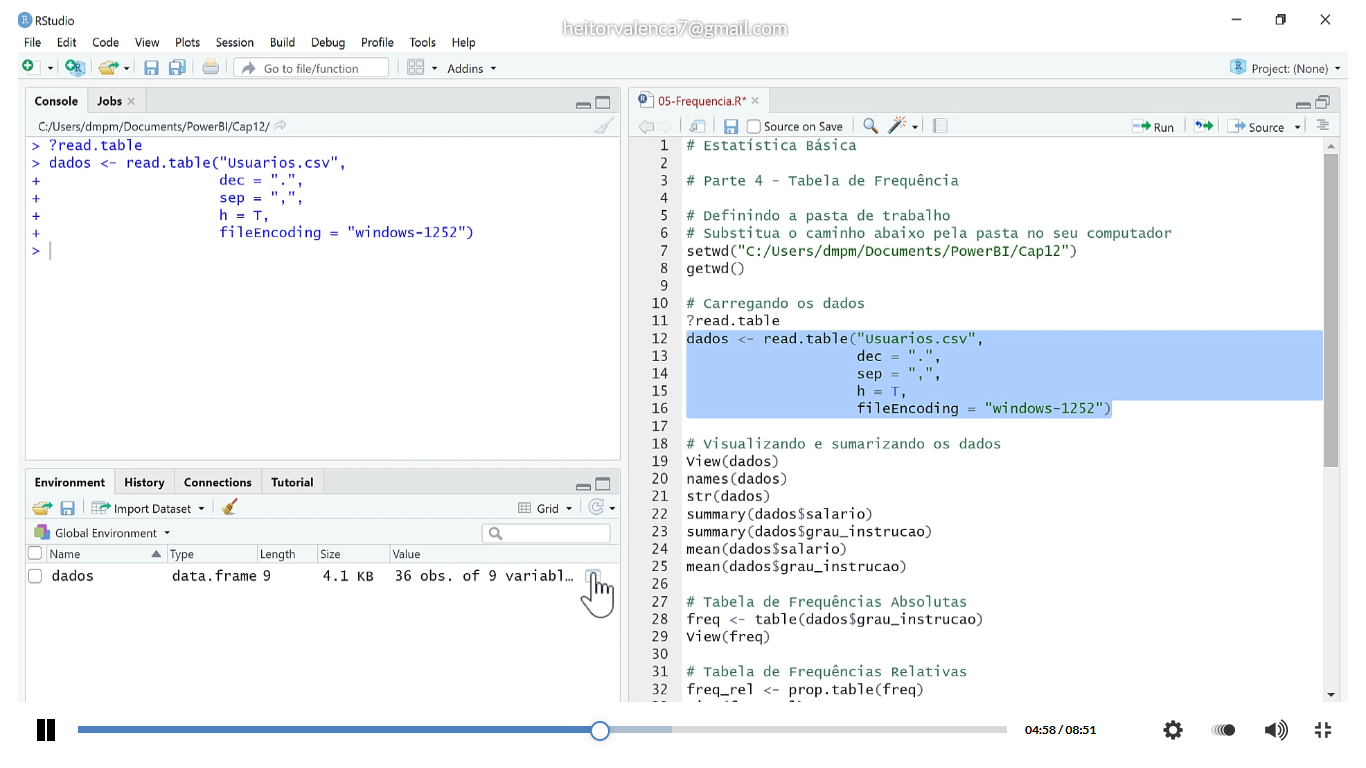 RStudio
heitorvalenca7@gmail.com
File Edit Code View Plots Session Build Debug Profile Tools Help
Go to file/function Addins Project: (None)
Console Jobs
C:/Users/dmpm/Documents/PowerBI/Cap12/
> ?read.table
> dados <- read.table("Usuarios.csv",
+ dec = ".",
+ sep = ",",
+ h = T,
+ fileEncoding = "windows-1252")
>
Environment History Connections Tutorial
Import Dataset Grid
Global Environment
Name Type Length Size Value
dados data.frame 9 4.1 KB 36 obs. of 9 variabl…
05-Frequencia.R*
Source on Save Run Source
1 # Estatística Básica
2
3 # Parte 4 - Tabela de Frequência
4
5 # Definindo a pasta de trabalho
6 # Substitua o caminho abaixo pela pasta no seu computador
7 setwd("C:/Users/dmpm/Documents/PowerBI/Cap12")
8 getwd()
9
10 # Carregando os dados
11 ?read.table
12 dados <- read.table("Usuarios.csv",
13 dec = ".",
14 sep = ",",
15 h = T,
16 fileEncoding = "windows-1252")
17
18 # Visualizando e sumarizando os dados
19 View(dados)
20 names(dados)
21 str(dados)
22 summary(dados$salario)
23 summary(dados$grau_instrucao)
24 mean(dados$salario)
25 mean(dados$grau_instrucao)
26
27 # Tabela de Frequências Absolutas
28 freq <- table(dados$grau_instrucao)
29 View(freq)
30
31 # Tabela de Frequências Relativas
32 freq_rel <- prop.table(freq)
04:58 / 08:51